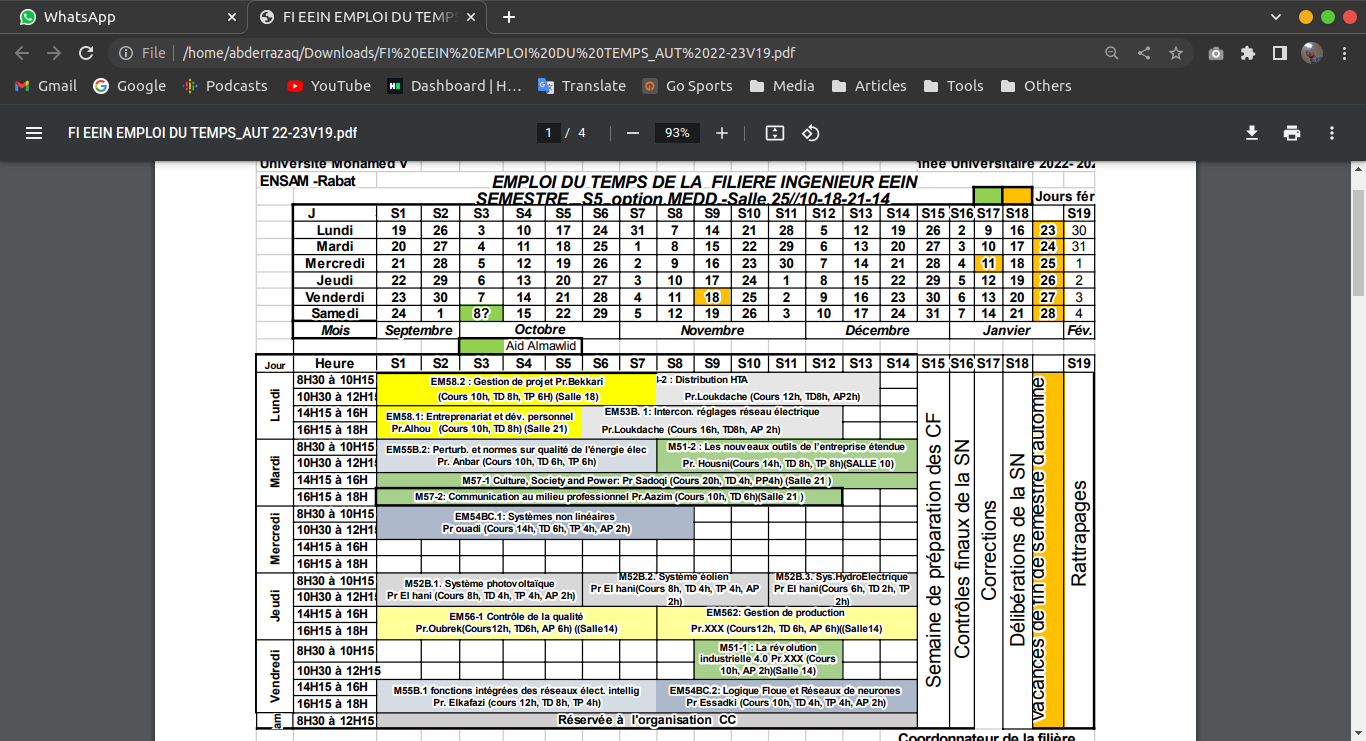 WhatsApp
FI EEIN EMPLOI DU TEMPS
File /home/abderrazaq/Downloads/FI%20EEIN%20EMPLOI%20DU%20TEMPS_AUT%2022-23V19.pdf
Gmail Google Podcasts YouTube Dashboard | H... Translate Go Sports Media Articles Tools Others
FI EEIN EMPLOI DU TEMPS_AUT 22-23V19.pdf 1 / 4 93%
Université Mohamed V nnée Universitaire 2022- 202
ENSAM -Rabat EMPLOI DU TEMPS DE LA FILIERE INGENIEUR EEIN
SEMESTRE S5 option MEDD -Salle 25//10-18-21-14 Jours fér
J S1 S2 S3 S4 S5 S6 S7 S8 S9 S10 S11 S12 S13 S14 S15 S16 S17 S18 S19
Lundi 19 26 3 10 17 24 31 7 14 21 28 5 12 19 26 2 9 16 23 30
Mardi 20 27 4 11 18 25 1 8 15 22 29 6 13 20 27 3 10 17 24 31
Mercredi 21 28 5 12 19 26 2 9 16 23 30 7 14 21 28 4 11 18 25 1
Jeudi 22 29 6 13 20 27 3 10 17 24 1 8 15 22 29 5 12 19 26 2
Venderdi 23 30 7 14 21 28 4 11 18 25 2 9 16 23 30 6 13 20 27 3
Samedi 24 1 8? 15 22 29 5 12 19 26 3 10 17 24 31 7 14 21 28 4
Mois Septembre Octobre Novembre Décembre Janvier Fév.
Aid Almawlid
Jour Heure S1 S2 S3 S4 S5 S6 S7 S8 S9 S10 S11 S12 S13 S14 S15 S16 S17 S18 S19
Lundi
8H30 à 10H15 EM58.2 : Gestion de projet Pr.Bekkari I-2 : Distribution HTA
10H30 à 12H15 (Cours 10h, TD 8h, TP 6H) (Salle 18) Pr.Loukdache (Cours 12h, TD8h, AP2h)
14H15 à 16H EM58.1: Entreprenariat et dév. personnel EM53B. 1: Intercon. réglages réseau électrique
16H15 à 18H Pr.Alhou (Cours 10h, TD 8h) (Salle 21) Pr.Loukdache (Cours 16h, TD8h, AP 2h)
Mardi
8H30 à 10H15 EM55B.2: Perturb. et normes sur qualité de l'énergie élec M51-2 : Les nouveaux outils de l'entreprise étendue
10H30 à 12H1 Pr. Anbar (Cours 10h, TD 6h, TP 6h) Pr. Housni(Cours 14h, TD 8h, TP 8h)(SALLE 10)
14H15 à 16H M57-1 Culture, Society and Power: Pr Sadoqi (Cours 20h, TD 4h, PP4h) (Salle 21 )
16H15 à 18H M57-2: Communication au milieu professionnel Pr.Aazim (Cours 10h, TD 6h)(Salle 21 )
Mercredi
8H30 à 10H15 EM54BC.1: Systèmes non linéaires
10H30 à 12H1 Pr ouadi (Cours 14h, TD 6h, TP 4h, AP 2h)
14H15 à 16H
16H15 à 18H
Jeudi
8H30 à 10H15 M52B.1. Système photovoltaïque M52B.2. Système éolien M52B.3. Sys.HydroElectrique
10H30 à 12H1 Pr El hani (Cours 8h, TD 4h, TP 4h, AP 2h) Pr El hani(Cours 8h, TD 4h, TP 4h, AP 2h) Pr El hani(Cours 6h, TD 2h, TP 2h)
14H15 à 16H EM56-1 Contrôle de la qualité EM562: Gestion de production
16H15 à 18H Pr.Oubrek(Cours12h, TD6h, AP 6h) ((Salle14) Pr.XXX (Cours12h, TD 6h, AP 6h)((Salle14)
Vendredi
8H30 à 10H15 M51-1 : La révolution
industrielle 4.0 Pr.XXX (Cours
10H30 à 12H15 10h, AP 2h)(Salle 14)
14H15 à 16H M55B.1 fonctions intégrées des réseaux élect. intellig EM54BC.2: Logique Floue et Réseaux de neurones
16H15 à 18H Pr. Elkafazi (cours 12h, TD 8h, TP 4h) Pr Essadki (Cours 10h, TD 4h, TP 4h, AP 2h)
am 8H30 à 12H15 Réservée à l'organisation CC
Semaine de préparation des CF
Contrôles finaux de la SN
Corrections
Délibérations de la SN
Vacances de fin de semestre d'automne
Rattrapages
Coordonnateur de la filière